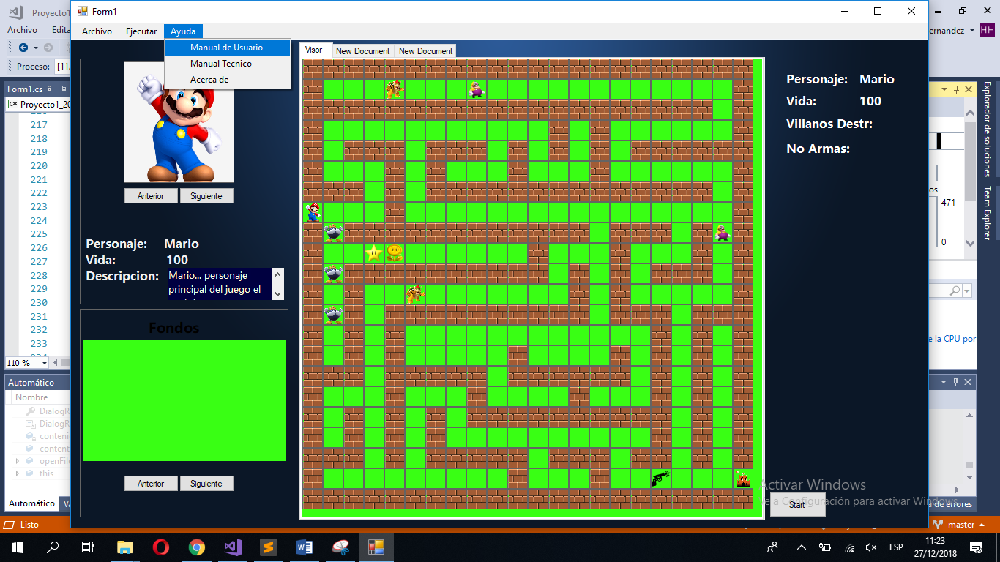 Proyecto1
Form1
Archivo Edita
Archivo Ejecutar Ayuda
ernandez HH
Manual de Usuario
Manual Tecnico
Acerca de
Proceso: [112
Visor New Document New Document
Form1.cs
Proyecto1_20
Personaje: Mario
Vida: 100
Villanos Destr:
No Armas:
217
218
219
220
221
222
223
224
225
226
227
228
229
230
231
232
233
Anterior Siguiente
Personaje: Mario
Vida: 100
Descripcion: Mario... personaje
principal del juego el
Fondos
Anterior Siguiente
Explorador de soluciones
Team Explorer
os
471
0
e la CPU por
110 %
Automático
Nombre
DialogR
DialogR
conteni
content
openFile
this
Automático Va
Activar Windows
Ve a Configuración para activar Windows.
Start
a de errores
Listo
master
ESP
11:23
27/12/2018